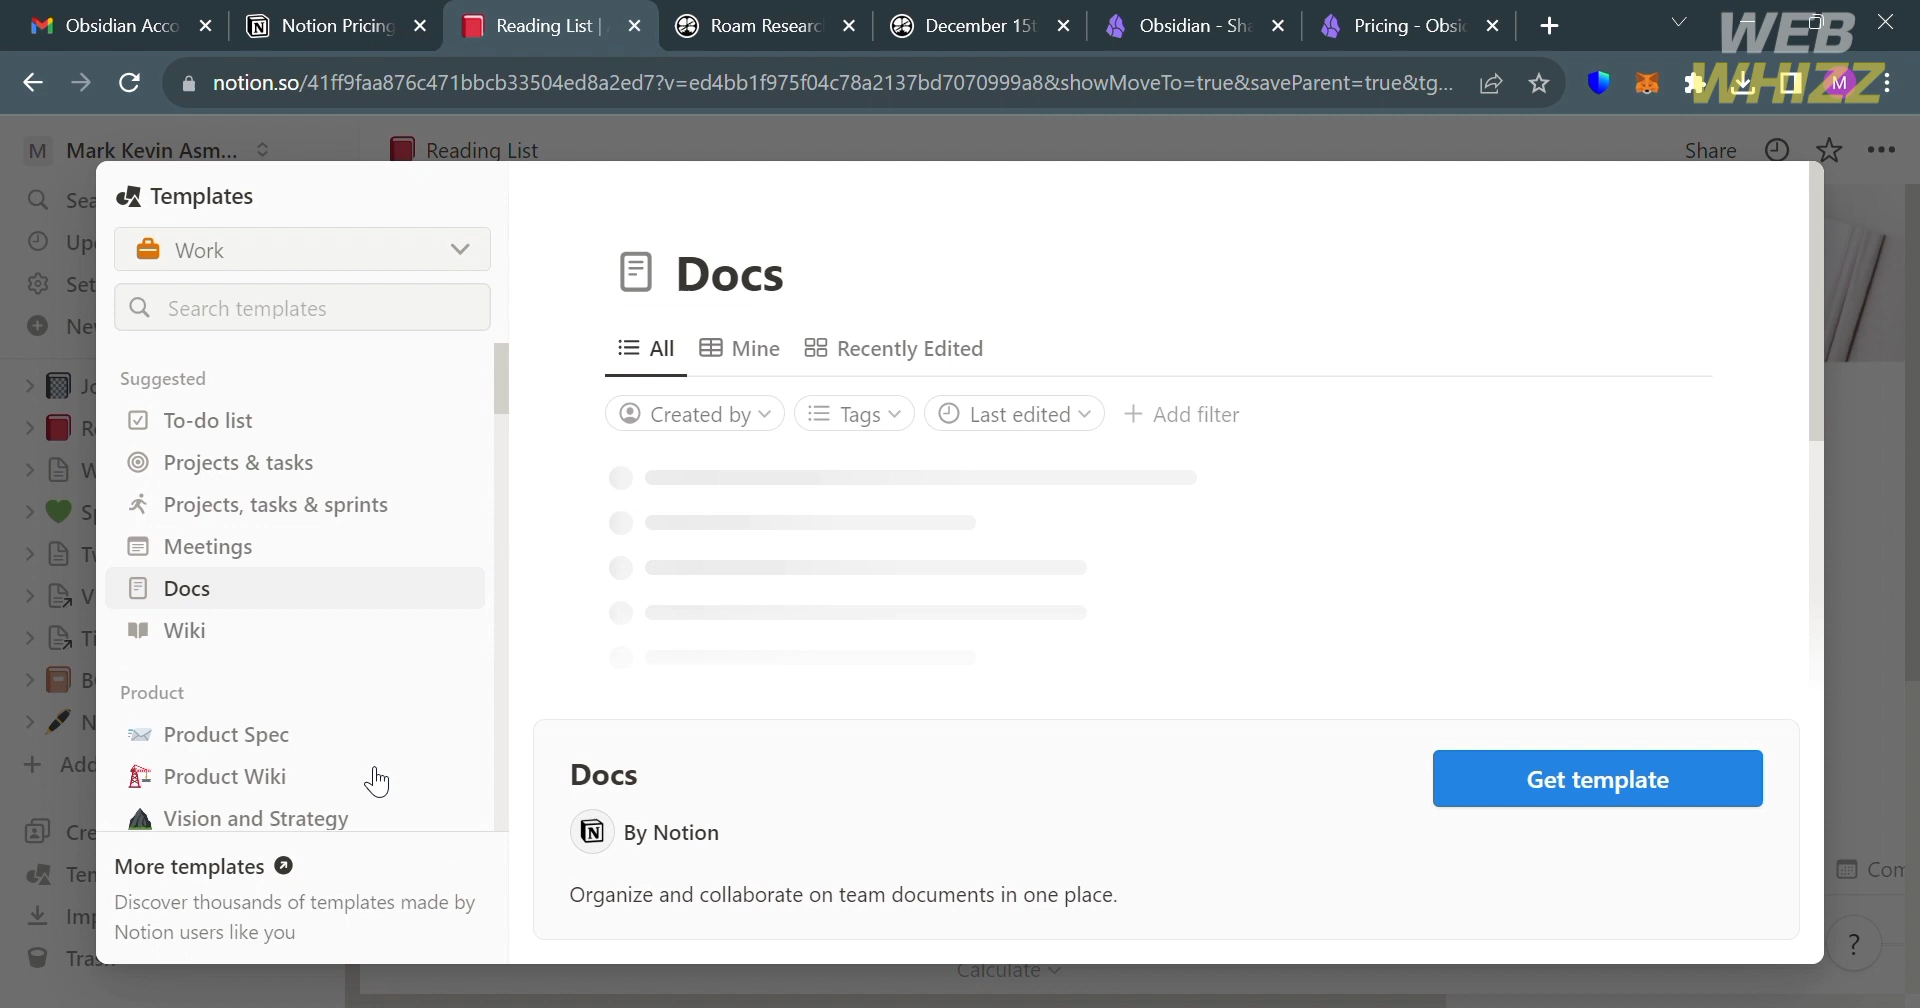 Obsidian Acco
Notion Pricing
Reading List |
Roam Research
December 15t
Obsidian - Sha
Pricing - Obsi
WEB
WHIZZ
notion.so/41ff9faa876c471bbcb33504ed8a2ed7?v=ed4bb1f975f04c78a2137bd7070999a8&showMoveTo=true&saveParent=true&tg...
M
M
Mark Kevin Asm...
Reading List
Share
Templates
Work
Search templates
Suggested
To-do list
Projects & tasks
Projects, tasks & sprints
Meetings
Docs
Wiki
Product
Product Spec
Product Wiki
Vision and Strategy
More templates
Discover thousands of templates made by
Notion users like you
Docs
All
Mine
Recently Edited
Created by
Tags
Last edited
Add filter
Docs
By Notion
Organize and collaborate on team documents in one place.
Get template
Calculate
?